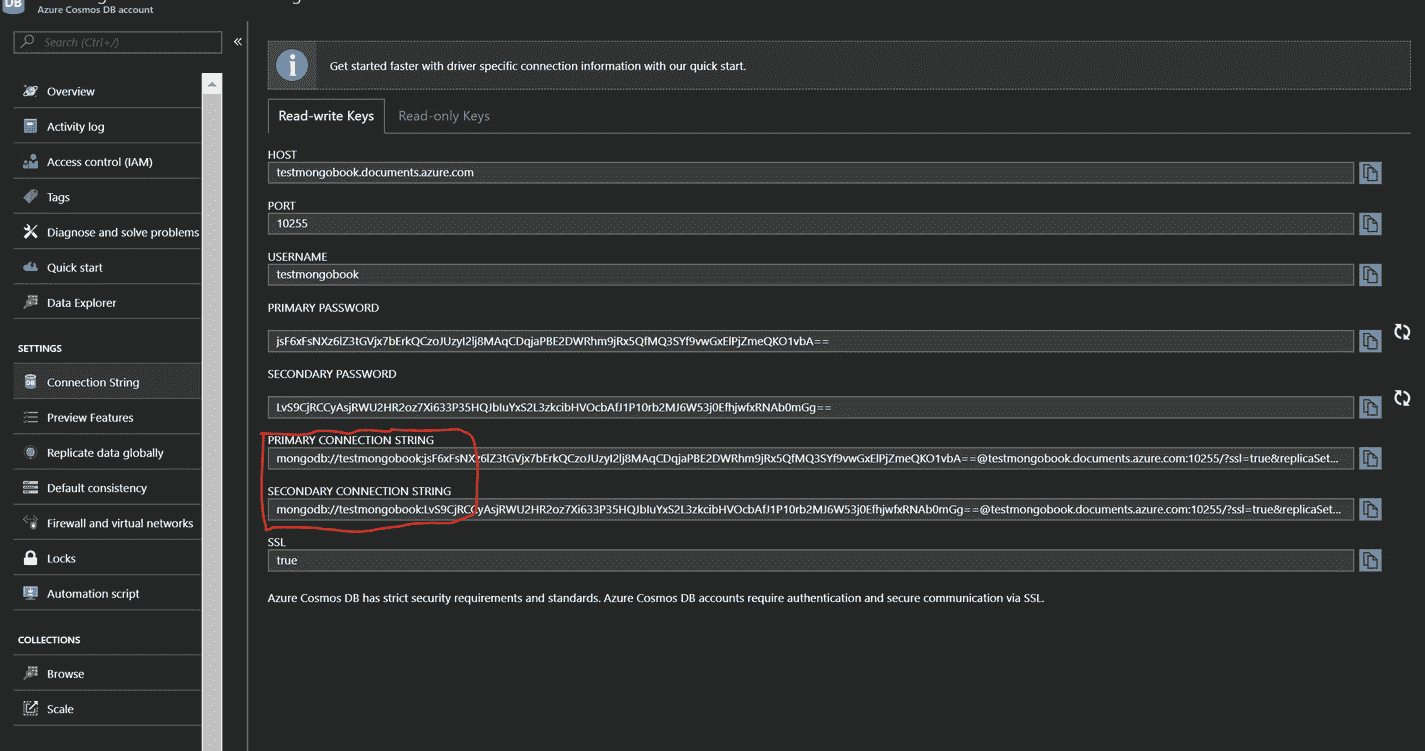 DB
Azure Cosmos DB account
Search (Ctrl+/)
«
Overview
Activity log
Access control (IAM)
Tags
Diagnose and solve problems
Quick start
Data Explorer
SETTINGS
Connection String
Preview Features
Replicate data globally
Default consistency
Firewall and virtual networks
Locks
Automation script
COLLECTIONS
Browse
Scale
Get started faster with driver specific connection information with our quick start.
Read-write Keys Read-only Keys
HOST
testmongobook.documents.azure.com
PORT
10255
USERNAME
testmongobook
PRIMARY PASSWORD
jsF6xFsNXz6lZ3tGVjx7bErkQCzoJUzyI2lj8MAqCDqjaPBE2DWRhm9jRx5QfMQ3SYf9vwGxElPjZmeQKO1vbA==
SECONDARY PASSWORD
LvS9CjRCCyAsjRWU2HR2oz7Xi633P35HQJbIuYxS2L3zkcibHVOcbAfJ1P10rb2MJ6W53j0EfhjwfxRNAb0mGg==
PRIMARY CONNECTION STRING
mongodb://testmongobook:jsF6xFsNXz6lZ3tGVjx7bErkQCzoJUzyI2lj8MAqCDqjaPBE2DWRhm9jRx5QfMQ3SYf9vwGxElPjZmeQKO1vbA==@testmongobook.documents.azure.com:10255/?ssl=true&replicaSet...
SECONDARY CONNECTION STRING
mongodb://testmongobook:LvS9CjRCCyAsjRWU2HR2oz7Xi633P35HQJbIuYxS2L3zkcibHVOcbAfJ1P10rb2MJ6W53j0EfhjwfxRNAb0mGg==@testmongobook.documents.azure.com:10255/?ssl=true&replicaSet...
SSL
true
Azure Cosmos DB has strict security requirements and standards. Azure Cosmos DB accounts require authentication and secure communication via SSL.